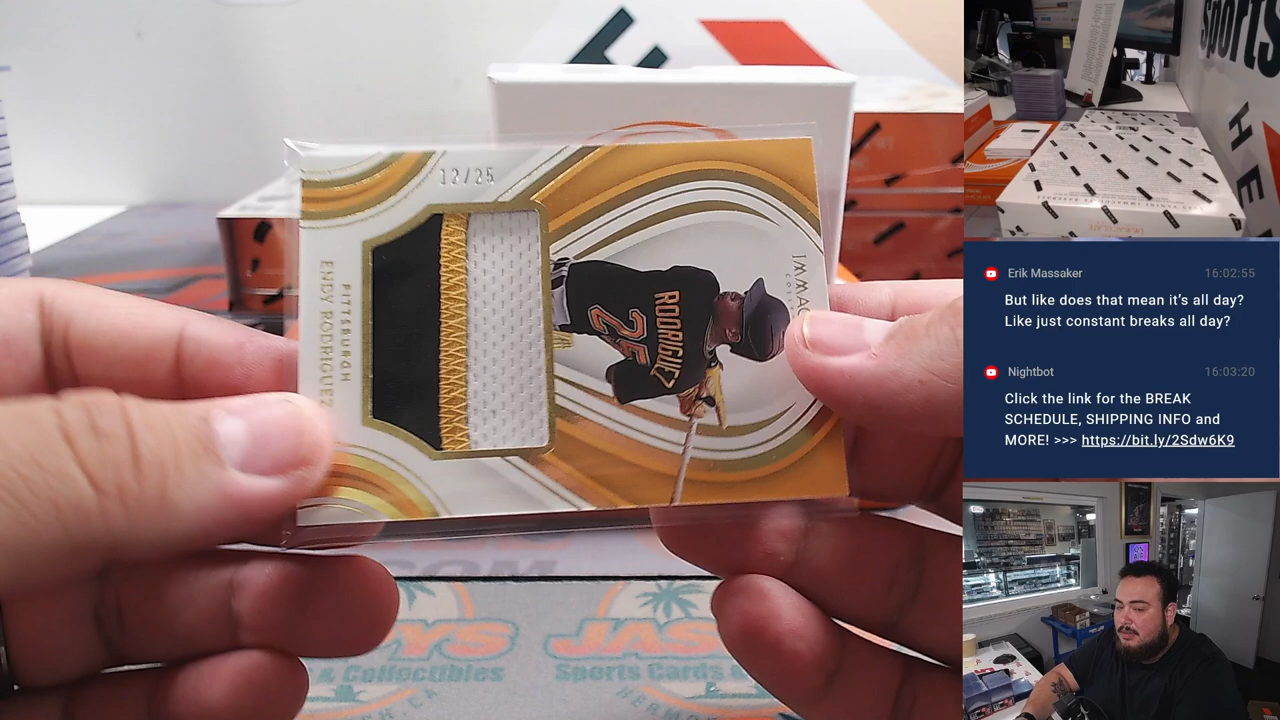 12/25
PITTSBURGH
ENDY RODRIGUEZ
RODRIGUEZ
25
IMMAC
Sports
HE
Erik Massaker 16:02:55
But like does that mean it's all day?
Like just constant breaks all day?
Nightbot 16:03:20
Click the link for the BREAK
SCHEDULE, SHIPPING INFO and
MORE! >>> https://bit.ly/2Sdw6K9
& Collectibles
Sports Cards &